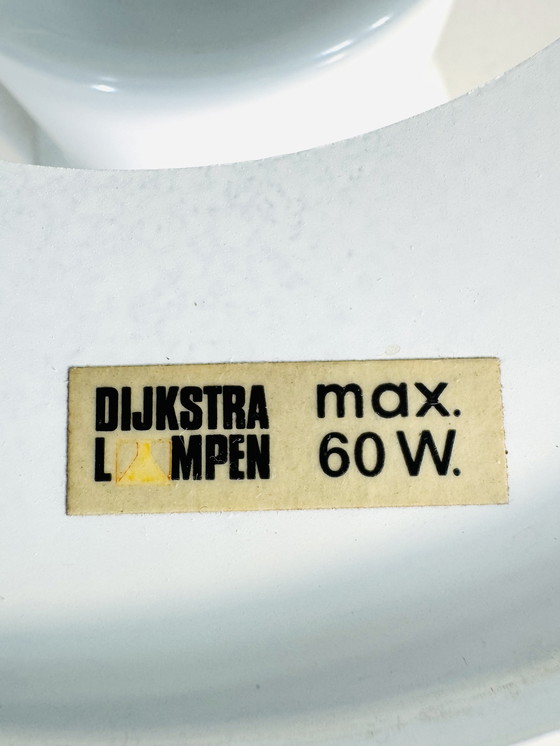 DIJKSTRA
LAMPEN
max.
60 W.